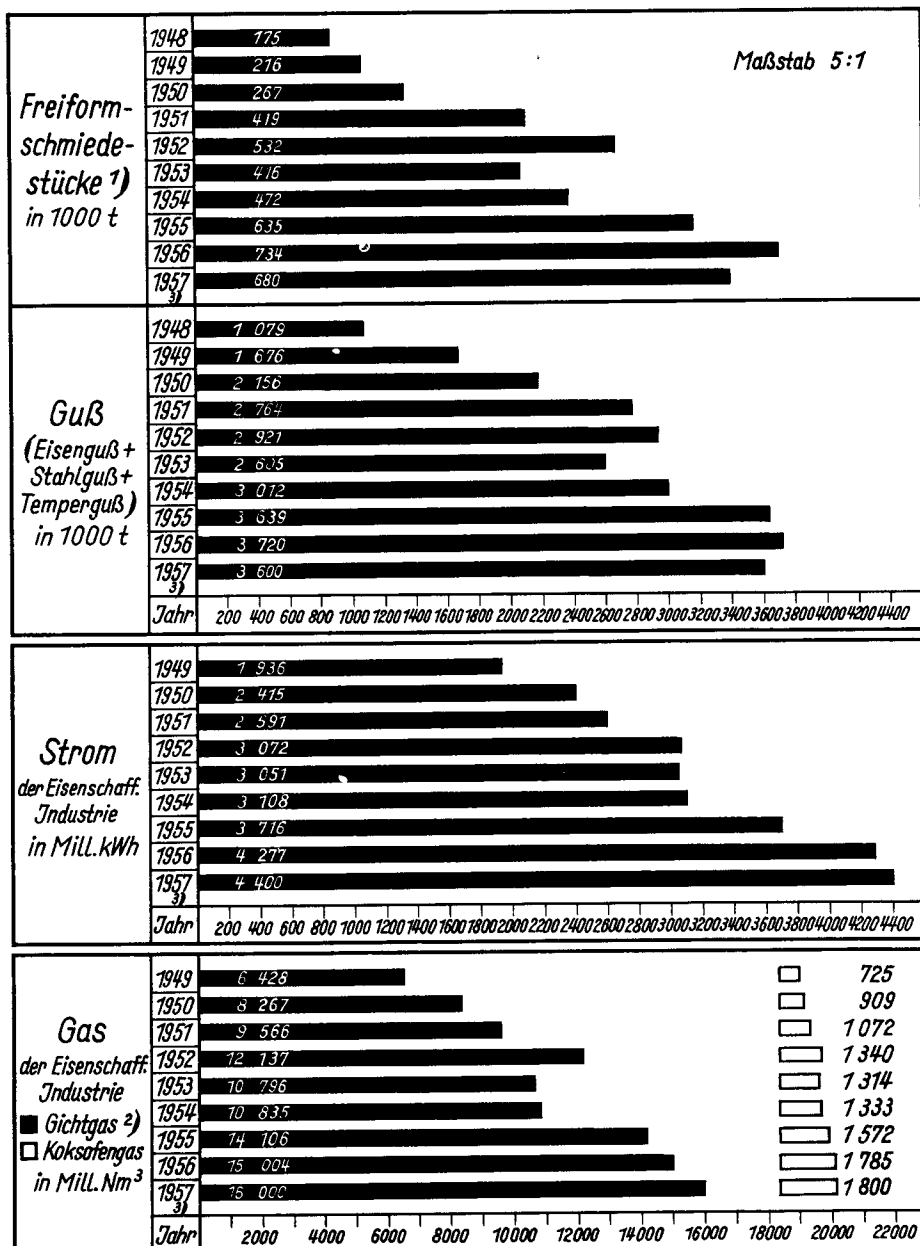 Freiform-
schmiede-
stücke 1)
in 1000 t
Maßstab 5:1
1948 175
1949 216
1950 267
1951 419
1952 532
1953 416
1954 472
1955 635
1956 734
1957 680
3)
Guß
(Eisenguß+
Stahlguß+
Temperguß)
in 1000 t
1948 1 079
1949 1 676
1950 2 156
1951 2 764
1952 2 921
1953
1954 3 012
1955 3 639
1956 3 720
1957 3 600
3)
Jahr 200 400 600 800 1000 1200 1400 1600 1800 2000 2200 2400 2600 2800 3000 3200 3400 3600 3800 4000 4200 4400
Strom
der Eisenschaff.
Industrie
in Mill. kWh
1949 1 936
1950 2 415
1951 2 591
1952 3 072
1953 3 051
1954 3 108
1955 3 716
1956 4 277
1957 4 400
3)
Jahr 200 400 600 800 1000 1200 1400 1600 1800 2000 2200 2400 2600 2800 3000 3200 3400 3600 3800 4000 4200 4400
Gas
der Eisenschaff.
Industrie
Gichtgas 2)
Koksofengas
in Mill. Nm3
1949 6 428 725
1950 8 267 909
1951 9 566 1 072
1952 12 137 1 340
1953 10 796 1 314
1954 10 835 1 333
1955 14 106 1 572
1956 15 004 1 785
1957 16 000 1 800
3)
Jahr 2000 4000 6000 8000 10000 12000 14000 16000 18000 20000 22000